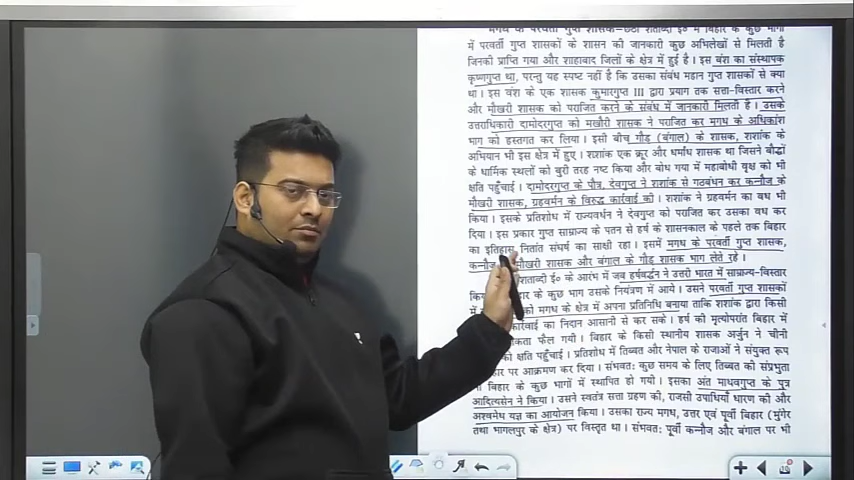 मगध के परवर्ती गुप्त शासक–छठी शताब्दी ई० में बिहार के कुछ भागों
में परवर्ती गुप्त शासकों के शासन की जानकारी कुछ अभिलेखों से मिलती है
जिनकी प्राप्ति गया और शाहाबाद जिलों के क्षेत्र में हुई है। इस वंश का संस्थापक
कृष्णगुप्त था, परन्तु यह स्पष्ट नहीं है कि उसका संबंध महान गुप्त शासकों से क्या
था। इस वंश के एक शासक कुमारगुप्त III द्वारा प्रयाग तक सत्ता-विस्तार करने
और मौखरी शासक को पराजित करने के संबंध में जानकारी मिलती है। उसके
उत्तराधिकारी दामोदरगुप्त को मखौरी शासक ने पराजित कर मगध के अधिकांश
भाग को हस्तगत कर लिया। इसी बीच गौड़ (बंगाल) के शासक, शशांक के
अभियान भी इस क्षेत्र में हुए। शशांक एक क्रूर और धर्मांध शासक था जिसने बौद्धों
के धार्मिक स्थलों को बुरी तरह नष्ट किया और बोध गया में महाबोधी वृक्ष को भी
क्षति पहुँचाई। दामोदरगुप्त के पौत्र, देवगुप्त ने शशांक से गठबंधन कर कन्नौज के
मौखरी शासक, ग्रहवर्मन के विरुद्ध कार्रवाई की। शशांक ने ग्रहवर्मन का बध भी
किया। इसके प्रतिशोध में राज्यवर्धन ने देवगुप्त को पराजित कर उसका वध कर
दिया। इस प्रकार गुप्त साम्राज्य के पतन से हर्ष के शासनकाल के पहले तक बिहार
का इतिहास नितांत संघर्ष का साक्षी रहा। इसमें मगध के परवर्ती गुप्त शासक,
कन्नौज मौखरी शासक और बंगाल के गौड़ शासक भाग लेते रहे।
शताब्दी ई० के आरंभ में जब हर्षवर्द्धन ने उत्तरी भारत में साम्राज्य-विस्तार
किया के कुछ भाग उसके नियंत्रण में आये। उसने परवर्ती गुप्त शासकों
में को मगध के क्षेत्र में अपना प्रतिनिधि बनाया ताकि शशांक द्वारा किसी
कार्रवाई का निदान आसानी से कर सके। हर्ष की मृत्योपरांत बिहार में
फैल गयी। बिहार के किसी स्थानीय शासक अर्जुन ने चीनी
को क्षति पहुँचाई। प्रतिशोध में तिब्बत और नेपाल के राजाओं ने संयुक्त रूप
पर आक्रमण कर दिया। संभवतः कुछ समय के लिए तिब्बत की संप्रभुता
बिहार के कुछ भागों में स्थापित हो गयी। इसका अंत माधवगुप्त के पुत्र
आदित्यसेन ने किया। उसने स्वतंत्र सत्ता ग्रहण की, राजसी उपाधियाँ धारण की और
अश्वमेध यज्ञ का आयोजन किया। उसका राज्य मगध, उत्तर एवं पूर्वी बिहार (मुंगेर
तथा भागलपुर के क्षेत्र) पर विस्तृत था। संभवतः पूर्वी कन्नौज और बंगाल पर भी